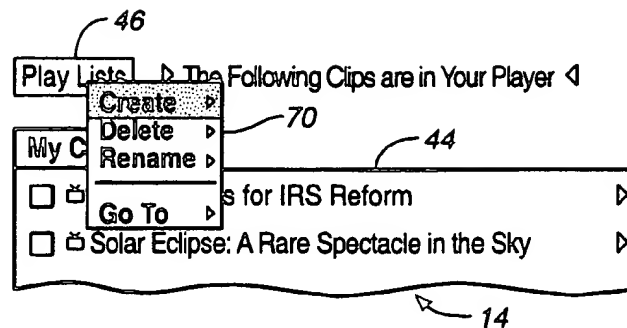 46
Play Lists ▷ The Following Clips are in Your Player ◁
Create ▷
Delete ▷
70
My C
44
Rename ▷
s for IRS Reform ▷
Go To ▷
Solar Eclipse: A Rare Spectacle in the Sky ▷
14